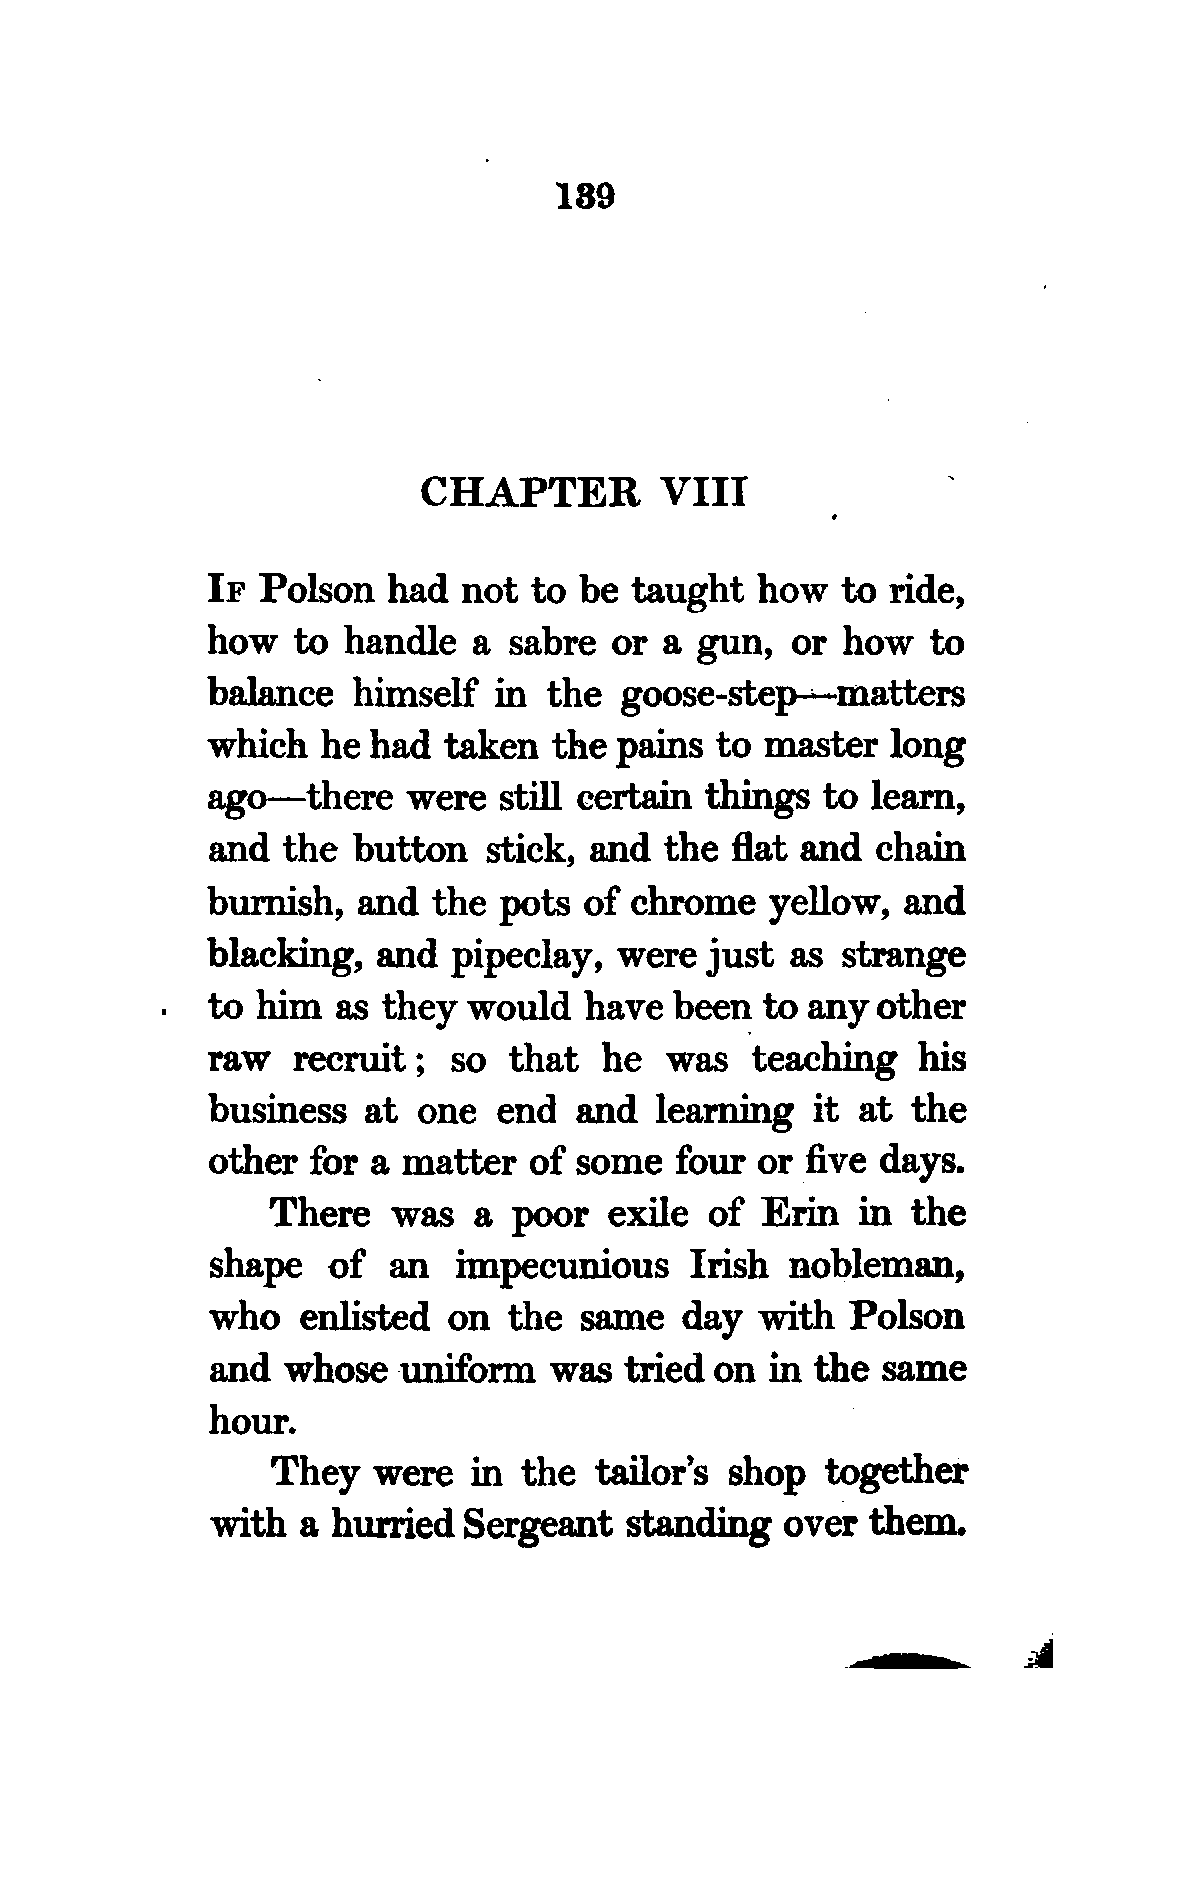 139
CHAPTER VIII
If Polson had not to be taught how to ride,
how to handle a sabre or a gun, or how to
balance himself in the goose-step—matters
which he had taken the pains to master long
ago—there were still certain things to learn,
and the button stick, and the flat and chain
burnish, and the pots of chrome yellow, and
blacking, and pipeclay, were just as strange
to him as they would have been to any other
raw recruit; so that he was teaching his
business at one end and learning it at the
other for a matter of some four or five days.
There was a poor exile of Erin in the
shape of an impecunious Irish nobleman,
who enlisted on the same day with Polson
and whose uniform was tried on in the same
hour.
They were in the tailor's shop together
with a hurried Sergeant standing over them.